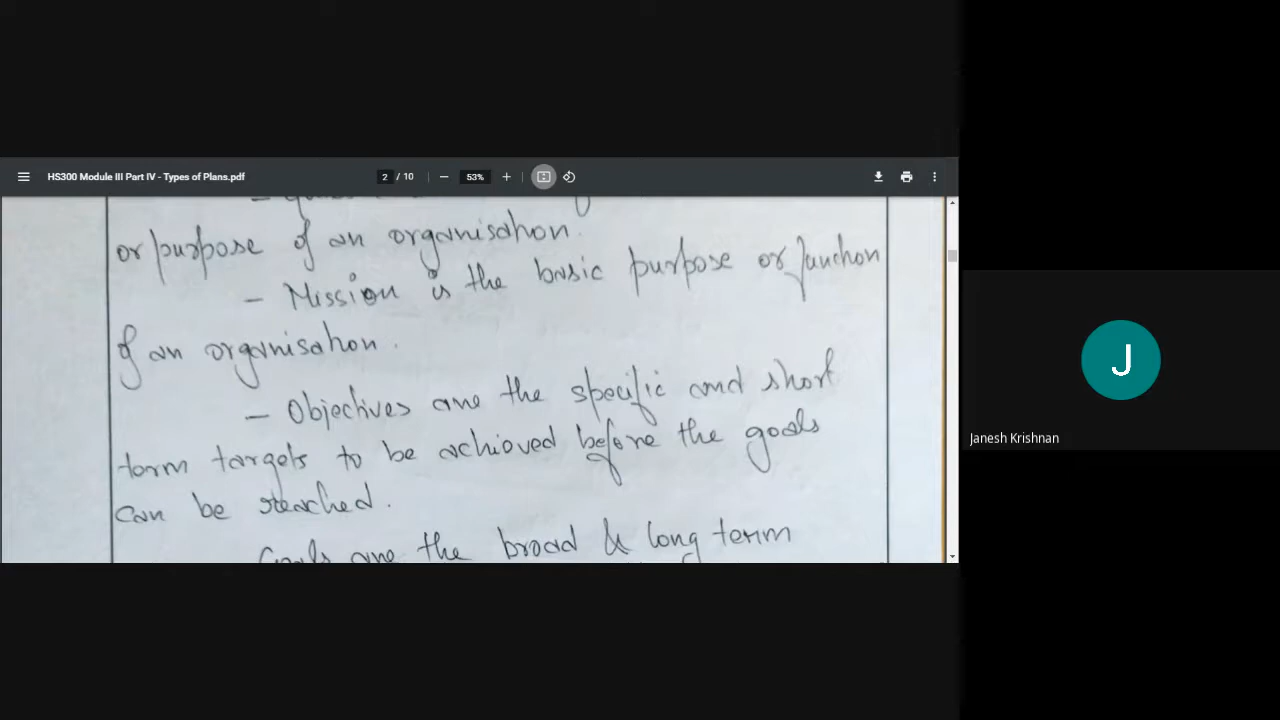 HS300 Module III Part IV - Types of Plans.pdf
2 / 10
53%
or purpose of an organisation.
- Mission is the basic purpose or function
of an organisation.
- Objectives are the specific and short
term targets to be achieved before the goals
can be reached.
Goals are the broad & long term
J
Janesh Krishnan